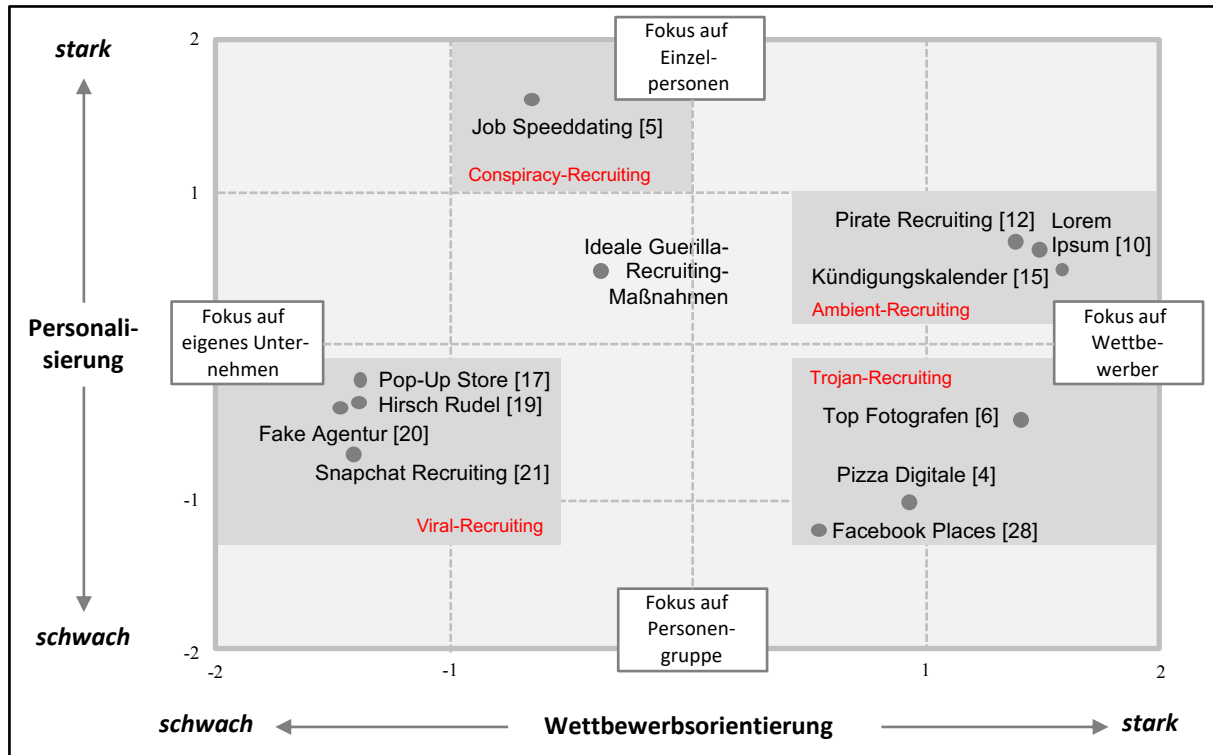 stark
2
Fokus auf
Einzel-
personen
Job Speeddating [5]
Conspiracy-Recruiting
1
Pirate Recruiting [12]
Lorem
Ipsum [10]
Ideale Guerilla-
Recruiting-
Maßnahmen
Kündigungskalender [15]
Ambient-Recruiting
Personali-
sierung
Fokus auf
eigenes Unter-
nehmen
Fokus auf
Wettbe-
werber
Pop-Up Store [17]
Hirsch Rudel [19]
Fake Agentur [20]
Snapchat Recruiting [21]
Viral-Recruiting
Trojan-Recruiting
Top Fotografen [6]
Pizza Digitale [4]
Facebook Places [28]
-1
Fokus auf
Personen-
gruppe
schwach
-2
-2
-1
1
2
schwach
Wettbewerbsorientierung
stark